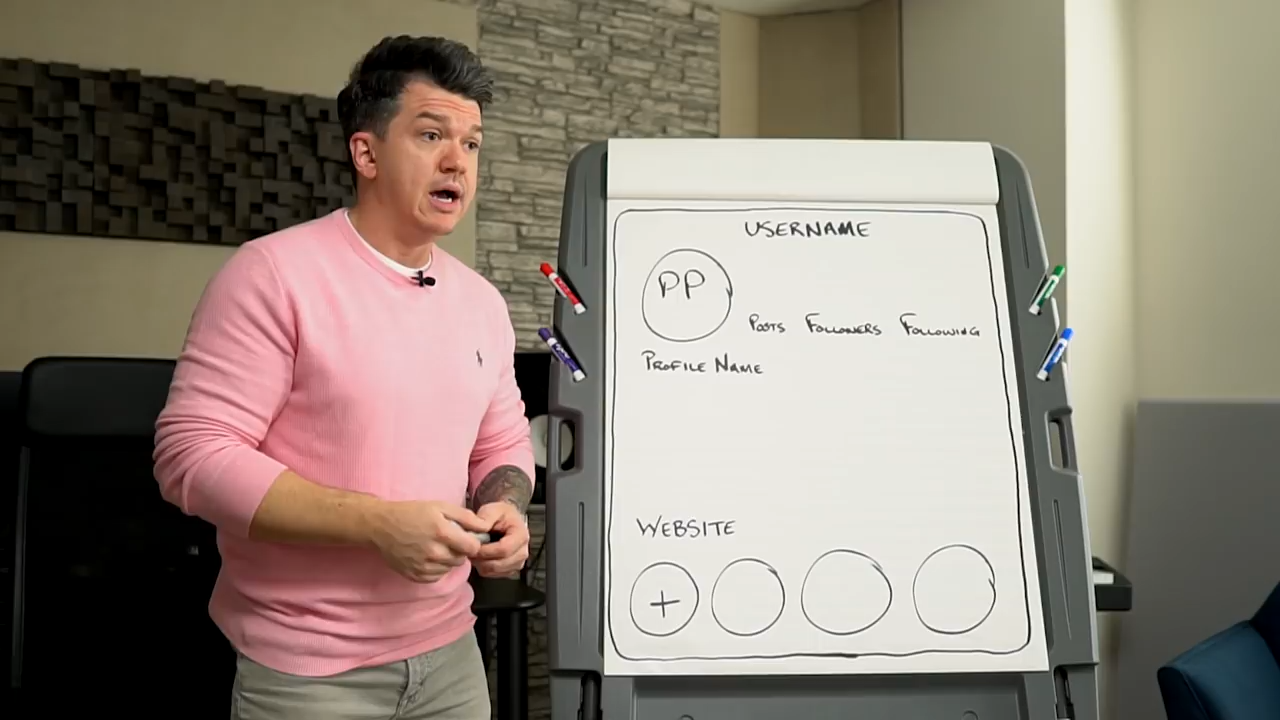 USERNAME
PP
POSTS FOLLOWERS FOLLOWING
PROFILE NAME
WEBSITE
+